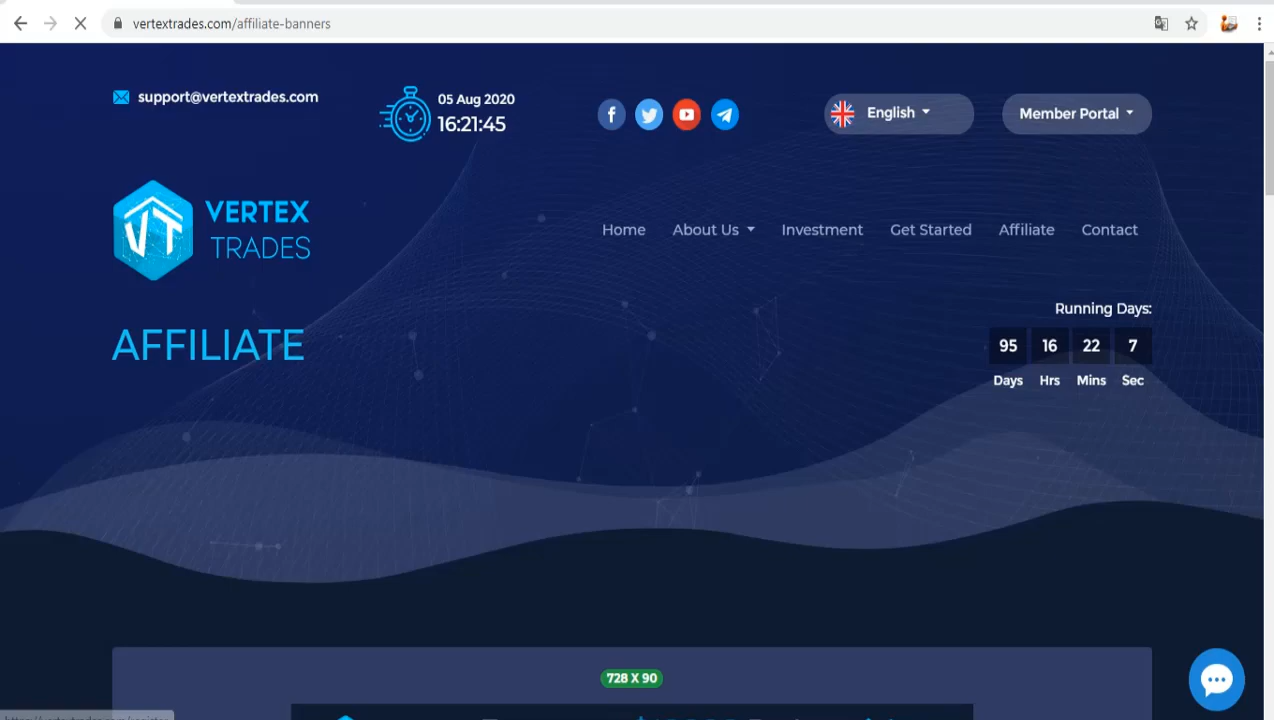 vertextrades.com/affiliate-banners
support@vertextrades.com
05 Aug 2020
16:21:45
English
Member Portal
VERTEX
TRADES
Home About Us Investment Get Started Affiliate Contact
AFFILIATE
Running Days:
95 16 22 7
Days Hrs Mins Sec
728 X 90